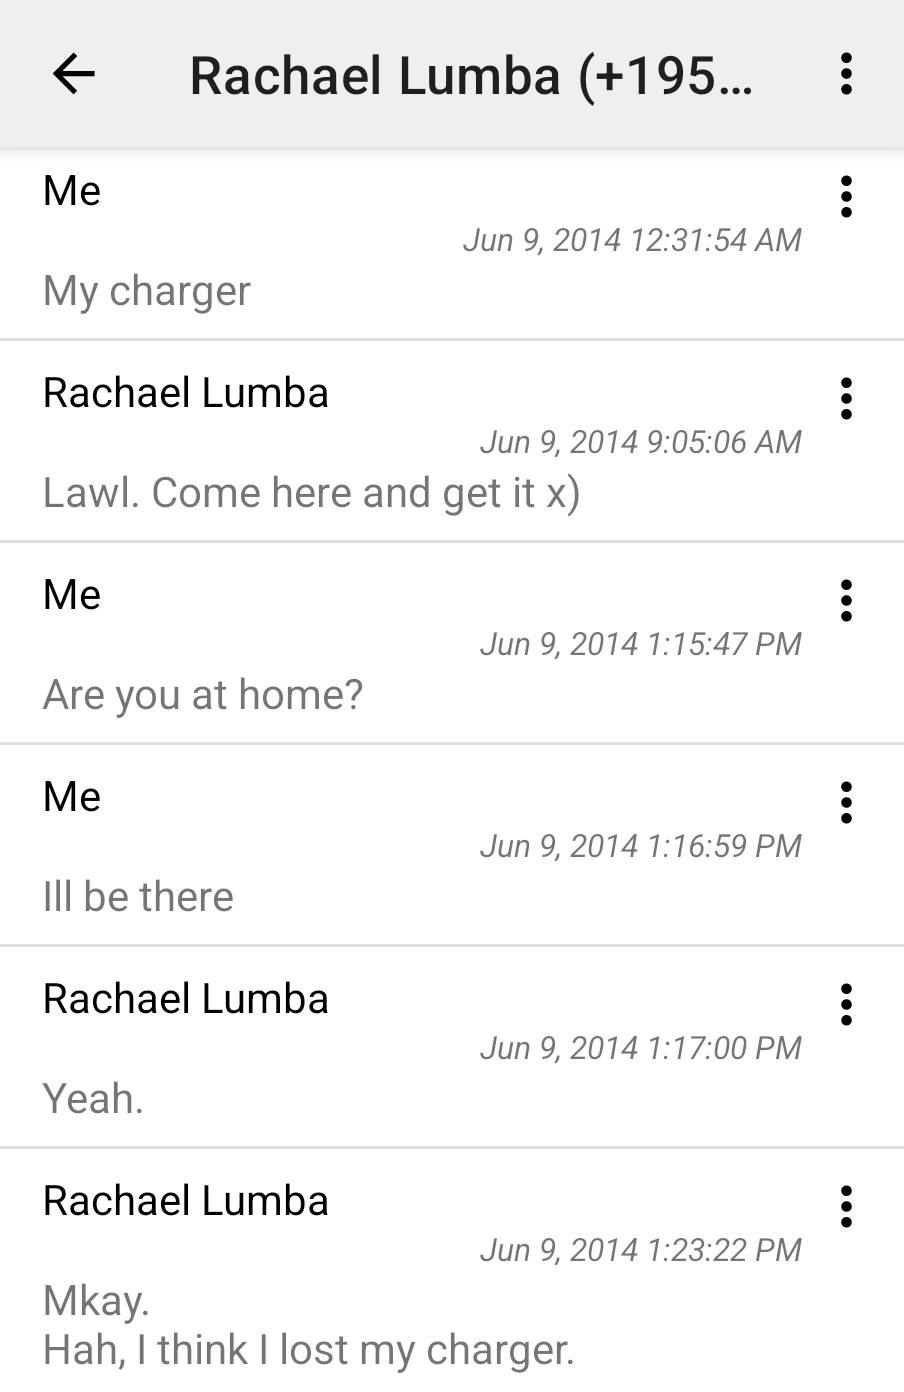 Rachael Lumba (+195...
Me
Jun 9, 2014 12:31:54 AM
My charger
Rachael Lumba
Jun 9, 2014 9:05:06 AM
Lawl. Come here and get it x)
Me
Jun 9, 2014 1:15:47 PM
Are you at home?
Me
Jun 9, 2014 1:16:59 PM
Ill be there
Rachael Lumba
Jun 9, 2014 1:17:00 PM
Yeah.
Rachael Lumba
Jun 9, 2014 1:23:22 PM
Mkay.
Hah, I think I lost my charger.